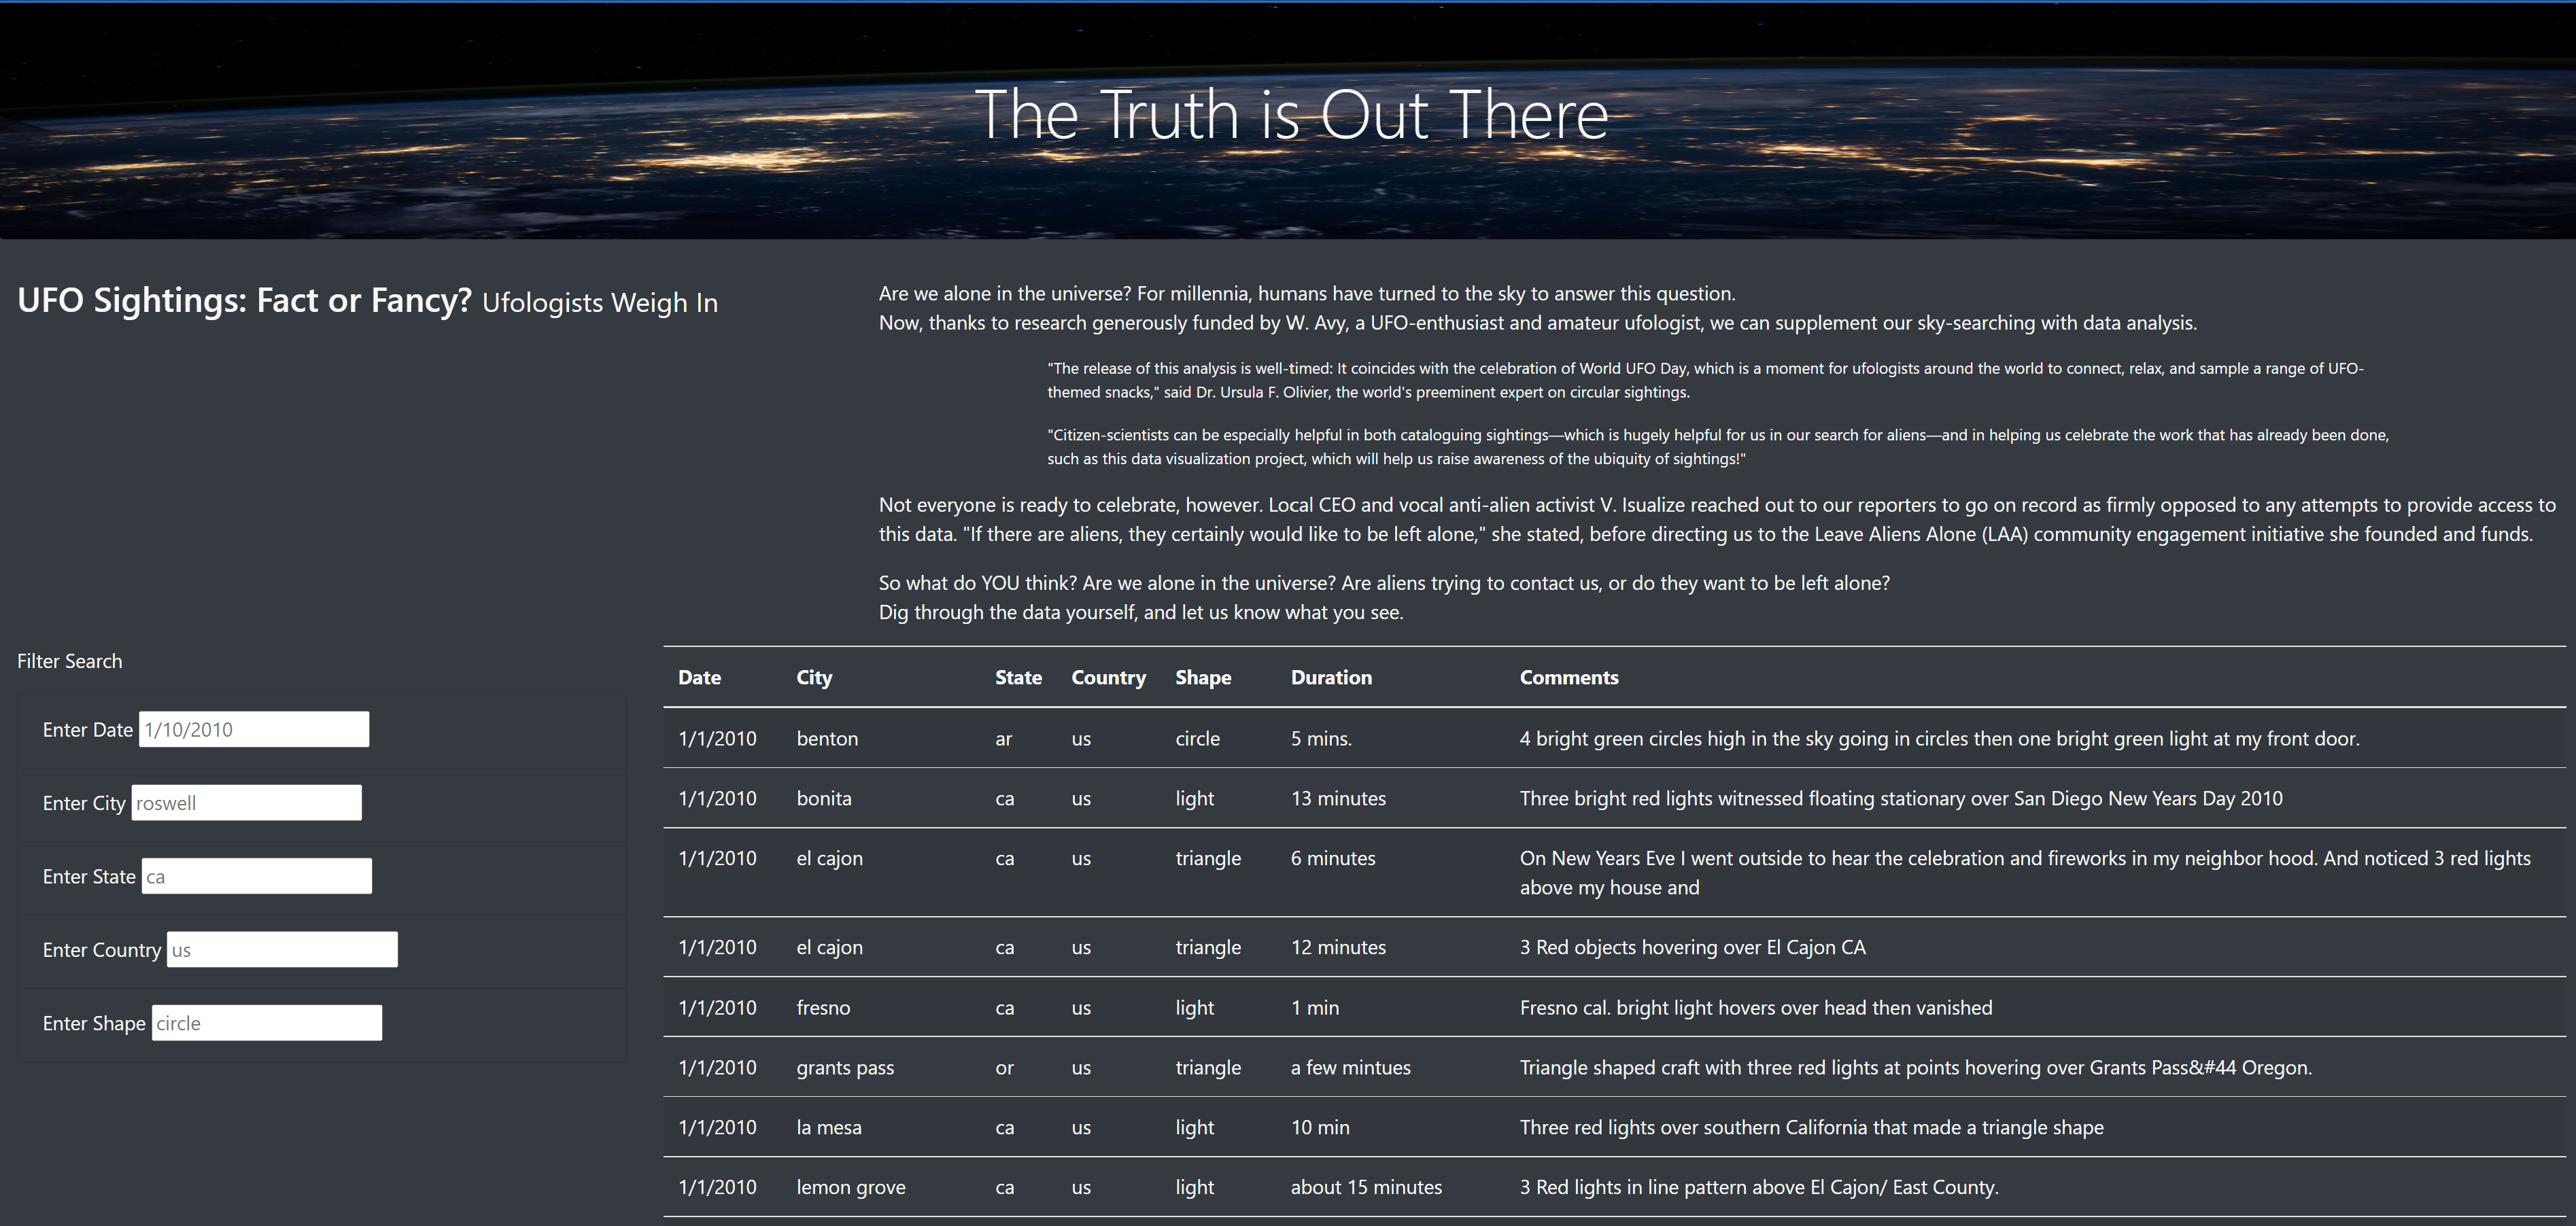 The Truth is Out There
UFO Sightings: Fact or Fancy? Ufologists Weigh In
Are we alone in the universe? For millennia, humans have turned to the sky to answer this question.
Now, thanks to research generously funded by W. Avy, a UFO-enthusiast and amateur ufologist, we can supplement our sky-searching with data analysis.
"The release of this analysis is well-timed: It coincides with the celebration of World UFO Day, which is a moment for ufologists around the world to connect, relax, and sample a range of UFO-
themed snacks," said Dr. Ursula F. Olivier, the world's preeminent expert on circular sightings.
"Citizen-scientists can be especially helpful in both cataloguing sightings—which is hugely helpful for us in our search for aliens—and in helping us celebrate the work that has already been done,
such as this data visualization project, which will help us raise awareness of the ubiquity of sightings!"
Not everyone is ready to celebrate, however. Local CEO and vocal anti-alien activist V. Isualize reached out to our reporters to go on record as firmly opposed to any attempts to provide access to
this data. "If there are aliens, they certainly would like to be left alone," she stated, before directing us to the Leave Aliens Alone (LAA) community engagement initiative she founded and funds.
So what do YOU think? Are we alone in the universe? Are aliens trying to contact us, or do they want to be left alone?
Dig through the data yourself, and let us know what you see.
Filter Search
Enter Date 1/10/2010
Enter City roswell
Enter State ca
Enter Country us
Enter Shape circle
Date City State Country Shape Duration Comments
1/1/2010 benton ar us circle 5 mins. 4 bright green circles high in the sky going in circles then one bright green light at my front door.
1/1/2010 bonita ca us light 13 minutes Three bright red lights witnessed floating stationary over San Diego New Years Day 2010
1/1/2010 el cajon ca us triangle 6 minutes On New Years Eve I went outside to hear the celebration and fireworks in my neighbor hood. And noticed 3 red lights
above my house and
1/1/2010 el cajon ca us triangle 12 minutes 3 Red objects hovering over El Cajon CA
1/1/2010 fresno ca us light 1 min Fresno cal. bright light hovers over head then vanished
1/1/2010 grants pass or us triangle a few mintues Triangle shaped craft with three red lights at points hovering over Grants Pass&#44 Oregon.
1/1/2010 la mesa ca us light 10 min Three red lights over southern California that made a triangle shape
1/1/2010 lemon grove ca us light about 15 minutes 3 Red lights in line pattern above El Cajon/ East County.